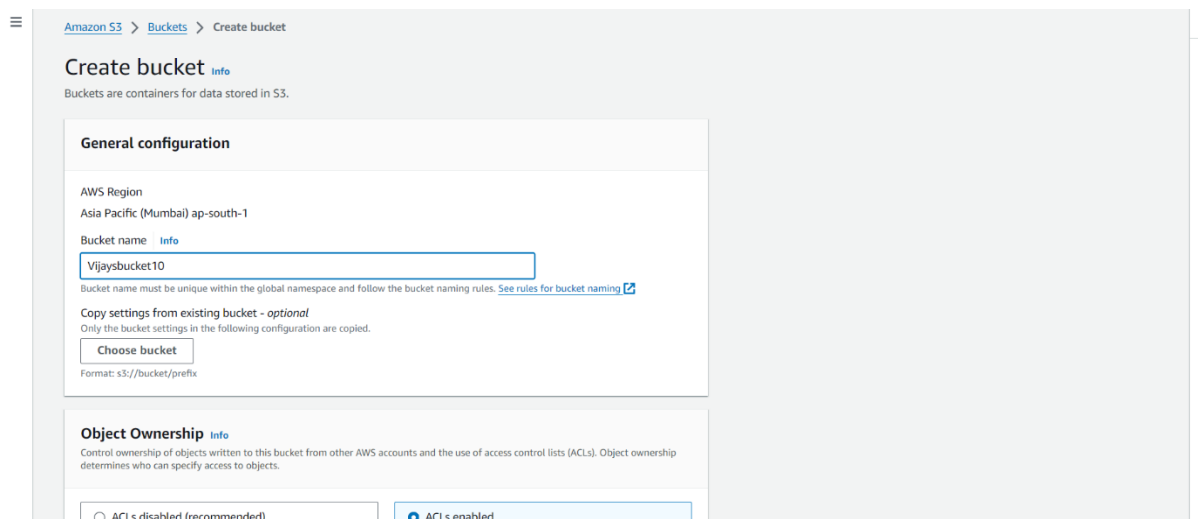 Amazon S3 > Buckets > Create bucket
Create bucket Info
Buckets are containers for data stored in S3.
General configuration
AWS Region
Asia Pacific (Mumbai) ap-south-1
Bucket name Info
Vijaysbucket10
Bucket name must be unique within the global namespace and follow the bucket naming rules. See rules for bucket naming
Copy settings from existing bucket - optional
Only the bucket settings in the following configuration are copied.
Choose bucket
Format: s3://bucket/prefix
Object Ownership Info
Control ownership of objects written to this bucket from other AWS accounts and the use of access control lists (ACLs). Object ownership
determines who can specify access to objects.
ACLs disabled (recommended) ACLs enabled